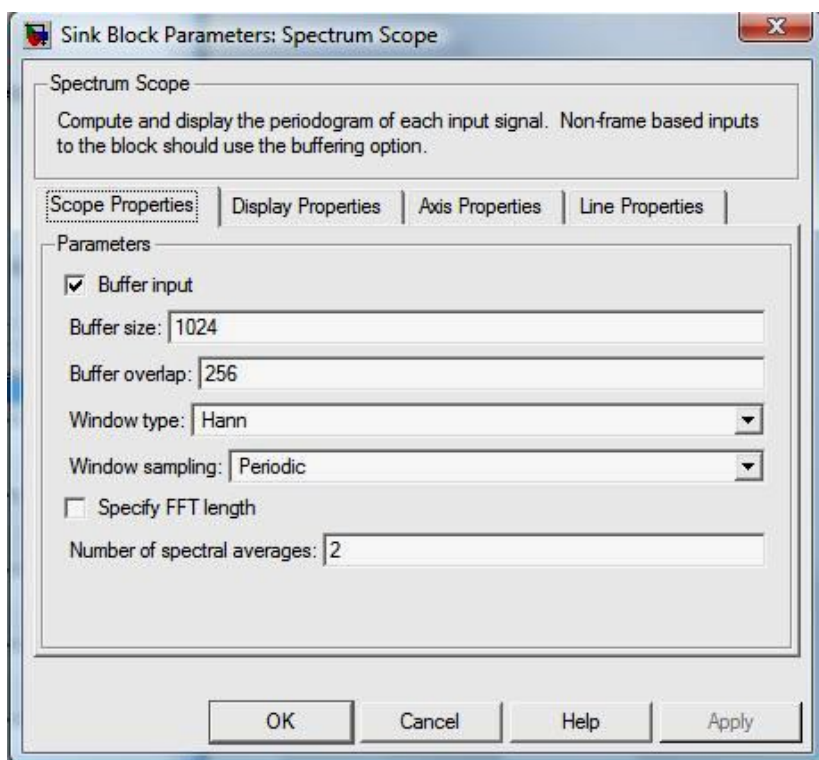 Sink Block Parameters: Spectrum Scope
Spectrum Scope
Compute and display the periodogram of each input signal. Non-frame based inputs
to the block should use the buffering option.
Scope Properties Display Properties Axis Properties Line Properties
Parameters
Buffer input
Buffer size: 1024
Buffer overlap: 256
Window type: Hann
Window sampling: Periodic
Specify FFT length
Number of spectral averages: 2
OK Cancel Help Apply